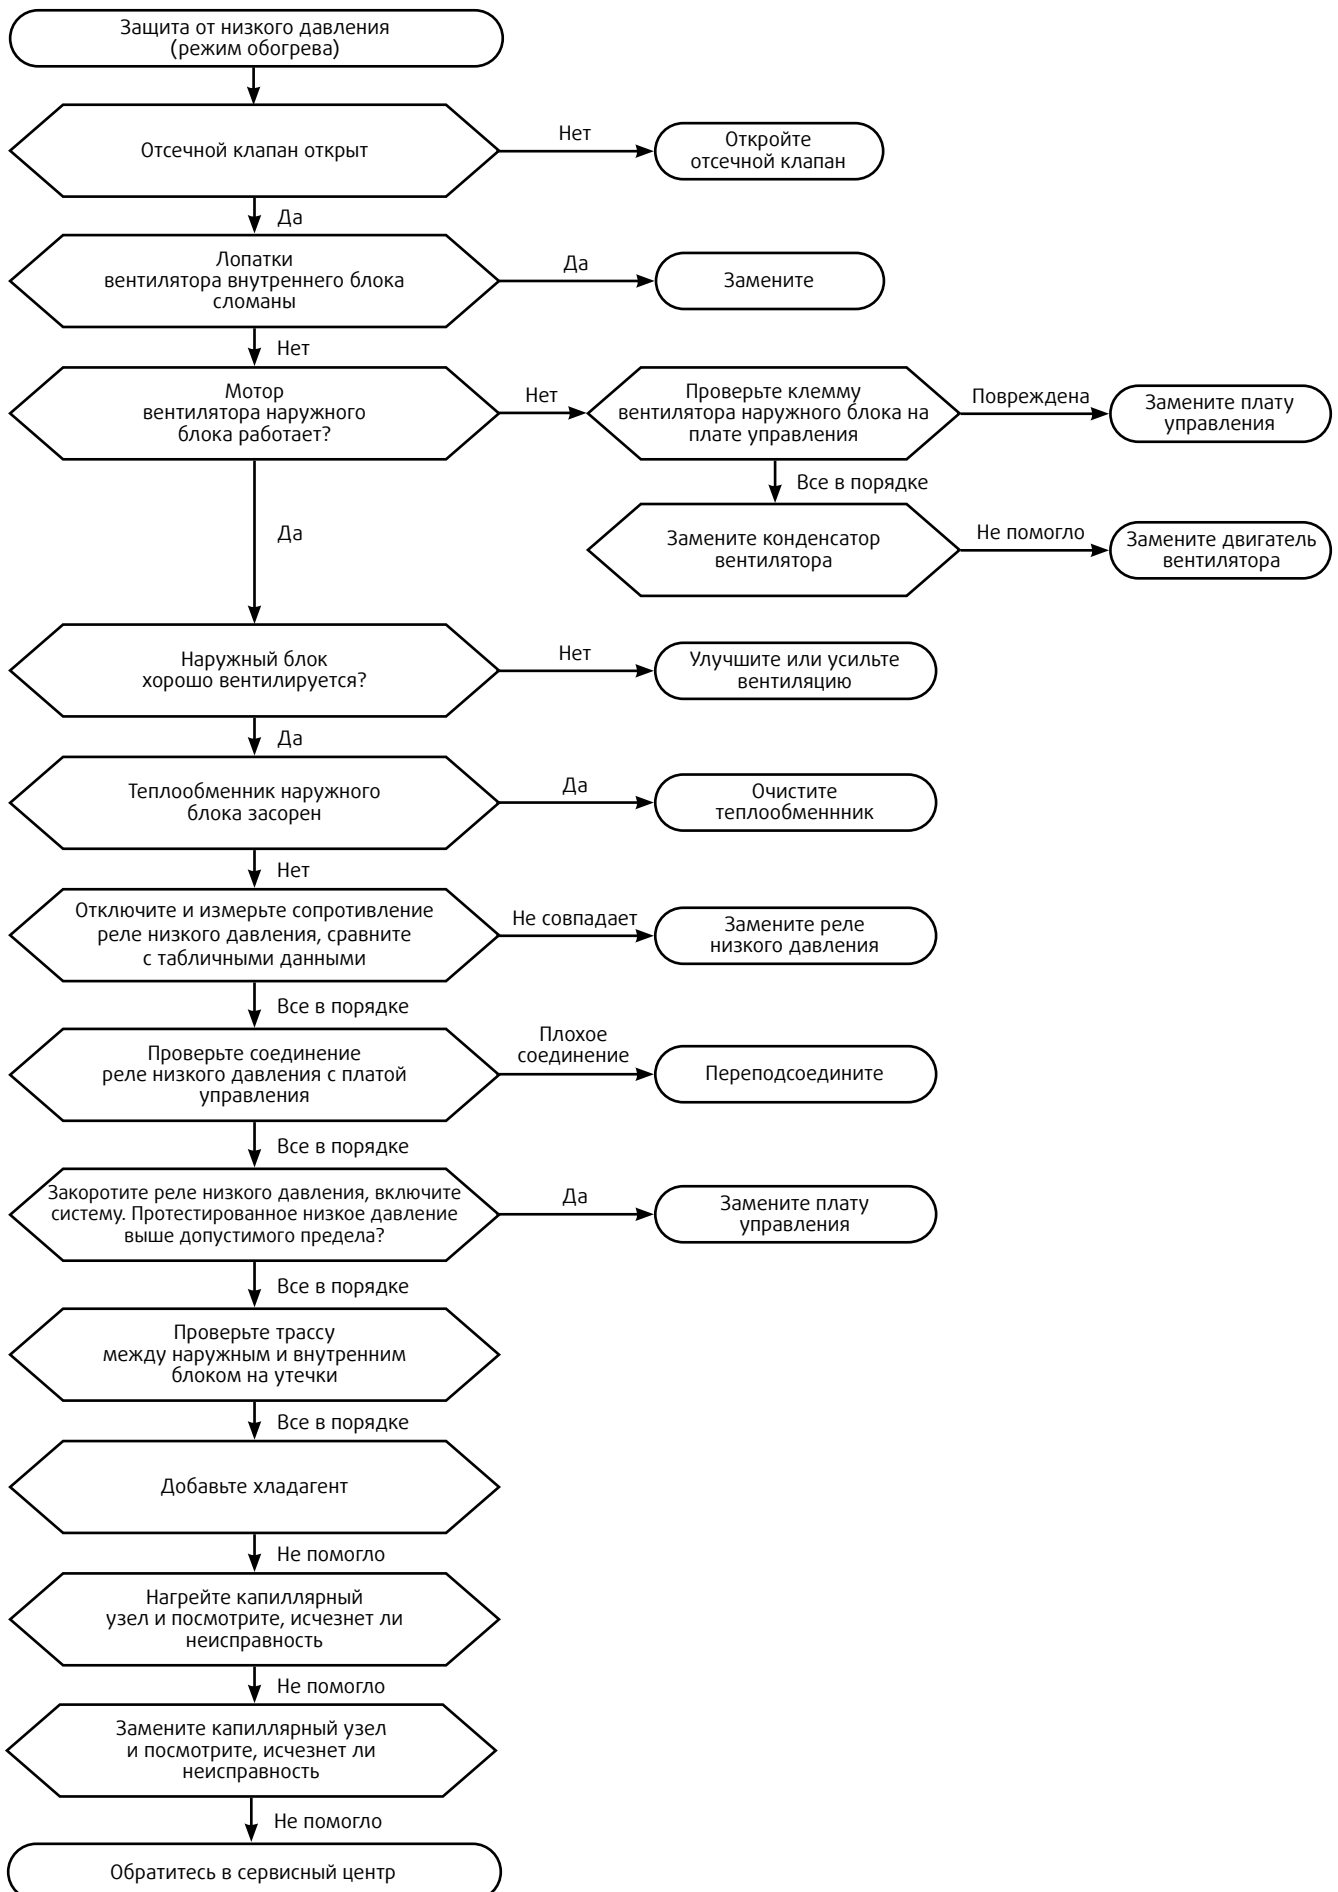 Защита от низкого давления
(режим обогрева)
Отсечной клапан открыт
Нет
Откройте
отсечной клапан
Да
Лопатки
вентилятора внутреннего блока
сломаны
Да
Замените
Нет
Мотор
вентилятора наружного
блока работает?
Нет
Проверьте клемму
вентилятора наружного блока на
плате управления
Повреждена
Замените плату
управления
Все в порядке
Да
Замените конденсатор
вентилятора
Не помогло
Замените двигатель
вентилятора
Наружный блок
хорошо вентилируется?
Нет
Улучшите или усильте
вентиляцию
Да
Теплообменник наружного
блока засорен
Да
Очистите
теплообменнник
Нет
Отключите и измерьте сопротивление
реле низкого давления, сравните
с табличными данными
Не совпадает
Замените реле
низкого давления
Все в порядке
Проверьте соединение
реле низкого давления с платой
управления
Плохое
соединение
Переподсоедините
Все в порядке
Закоротите реле низкого давления, включите
систему. Протестированное низкое давление
выше допустимого предела?
Да
Замените плату
управления
Все в порядке
Проверьте трассу
между наружным и внутренним
блоком на утечки
Все в порядке
Добавьте хладагент
Не помогло
Нагрейте капиллярный
узел и посмотрите, исчезнет ли
неисправность
Не помогло
Замените капиллярный узел
и посмотрите, исчезнет ли
неисправность
Не помогло
Обратитесь в сервисный центр